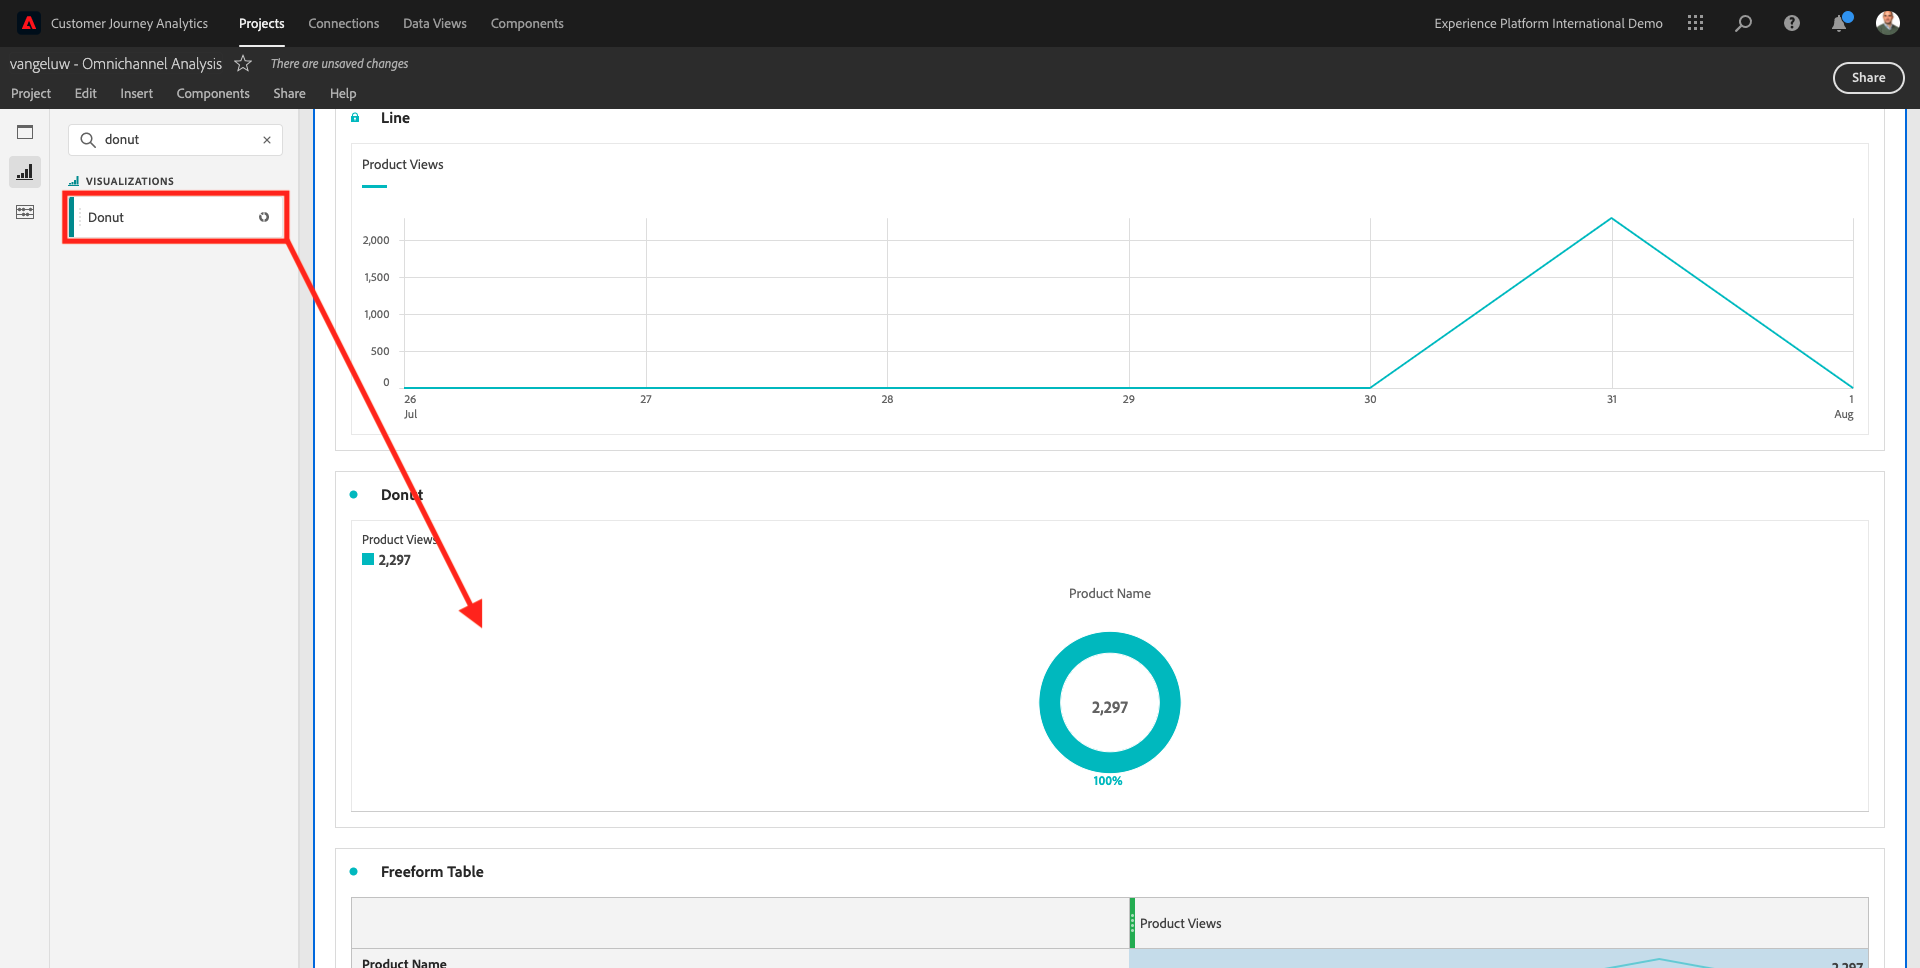 Customer Journey Analytics Projects Connections Data Views Components Experience Platform International Demo
vangeluw - Omnichannel Analysis There are unsaved changes
Share
Project Edit Insert Components Share Help
donut
VISUALIZATIONS
Donut
Line
Product Views
2,000
1,500
1,000
500
0
26 27 28 29 30 31 1
Jul Aug
Donut
Product Views
2,297
Product Name
2,297
100%
Freeform Table
Product Views
Product Name 2,297